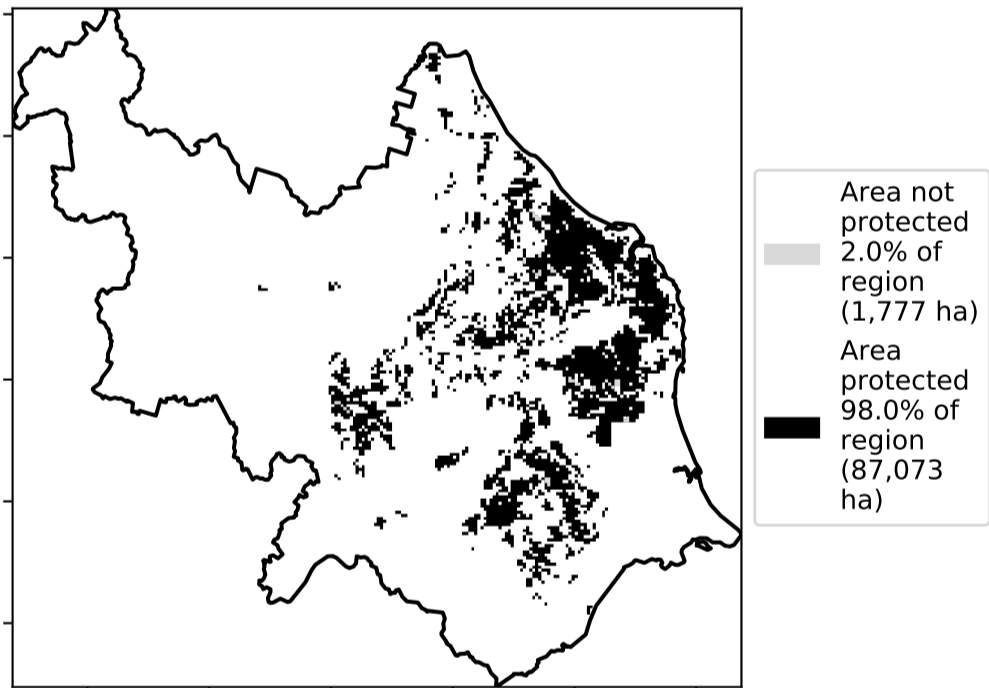 Area not
protected
2.0% of
region
(1,777 ha)
Area
protected
98.0% of
region
(87,073
ha)